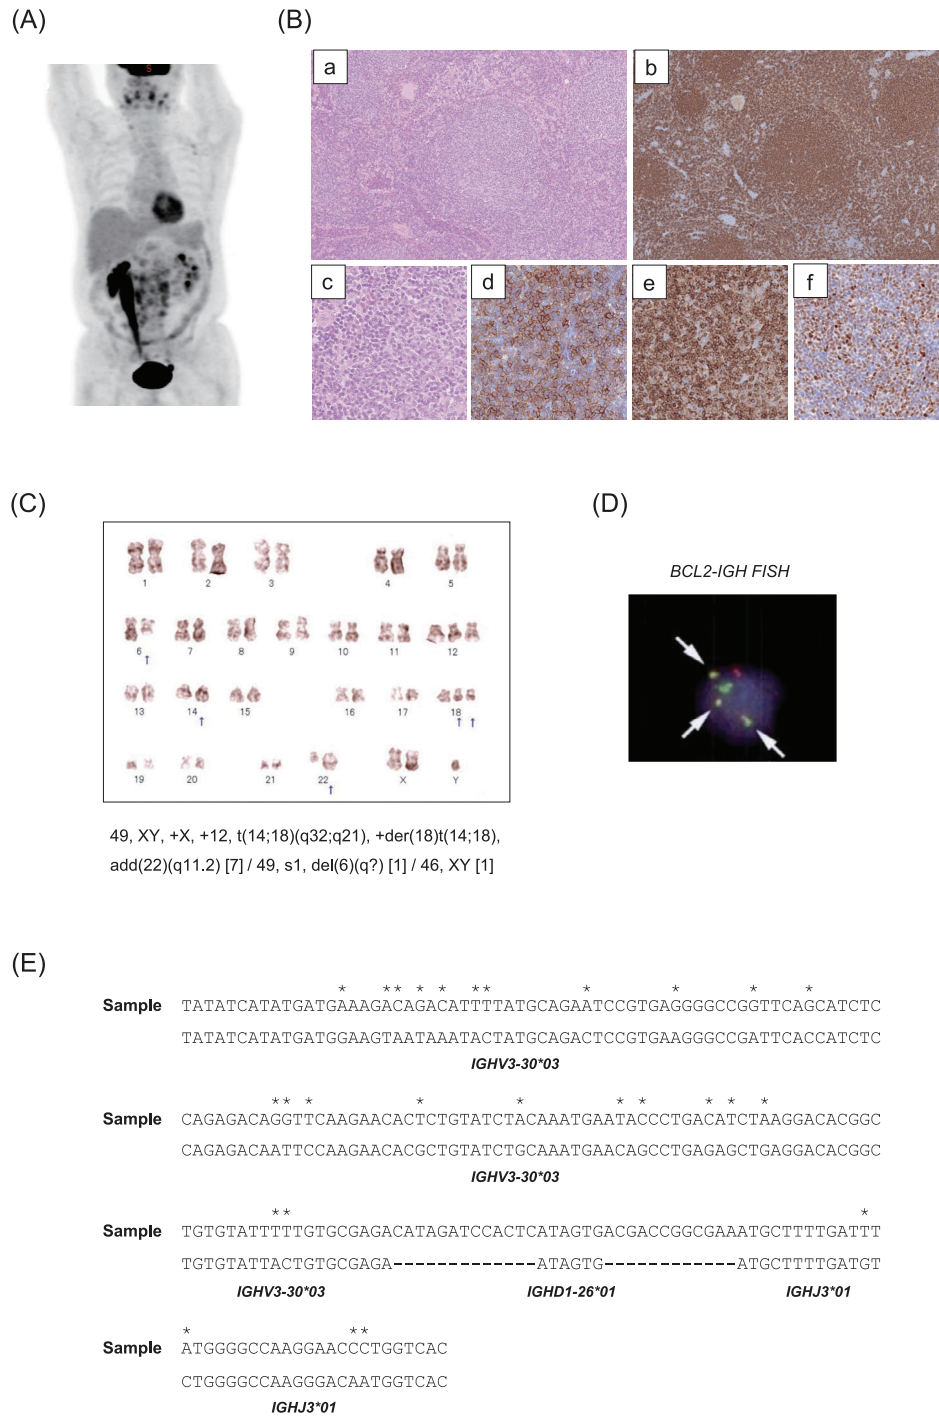 (A)
(B)
S
a
b
c
d
e
f
(C)
(D)
1 2 3 4 5
6 7 8 9 10 11 12
13 14 15 16 17 18
19 20 21 22 X Y
BCL2-IGH FISH
49, XY, +X, +12, t(14;18)(q32;q21), +der(18)t(14;18),
add(22)(q11.2) [7] / 49, s1, del(6)(q?) [1] / 46, XY [1]
(E)
* ** * * ** * * * *
Sample TATATCATATGATGAAAGACAGACATTTATGCAGAATCCGTGAGGGGCCGGTTCAGCATCTC
TATATCATATGATGGAAGTAATAAATACTATGCAGACTCCGTGAAGGGCCGATTCACCATCTC
IGHV3-30*03
** * * * * * * * *
Sample CAGAGACAGGTTCAAGAACACTCTGTATCTACAAATGAATACCCTGACATCTAAGGACACGGC
CAGAGACAATTCCAAGAACACGCTGTATCTGCAAATGAACAGCCTGAGAGCTGAGGACACGGC
IGHV3-30*03
** *
Sample TGTGTATTTTTGTGCGAGACATAGATCCACTCATAGTGACGACCGGCGAAATGCTTTTGATTT
TGTGTATTACTGTGCGAGA-------------ATAGTG------------ATGCTTTTGATGT
IGHV3-30*03 IGHD1-26*01 IGHJ3*01
* **
Sample ATGGGGCCAAGGAACCCTGGTCAC
CTGGGGCCAAGGGACAATGGTCAC
IGHJ3*01